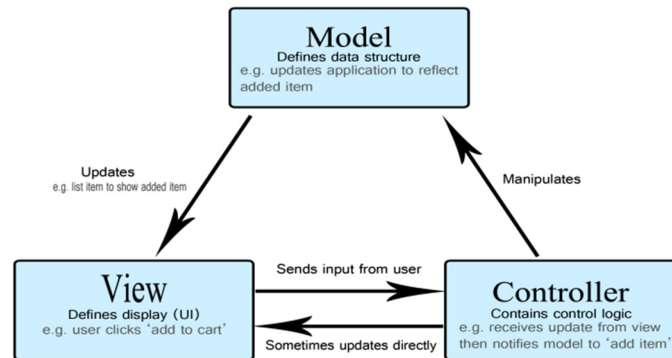 Model
Defines data structure
e.g. updates application to reflect
added item
Updates
e.g. list item to show added item
Manipulates
View
Defines display (UI)
e.g. user clicks ‘add to cart’
Sends input from user
Sometimes updates directly
Controller
Contains control logic
e.g. receives update from view
then notifies model to ‘add item’